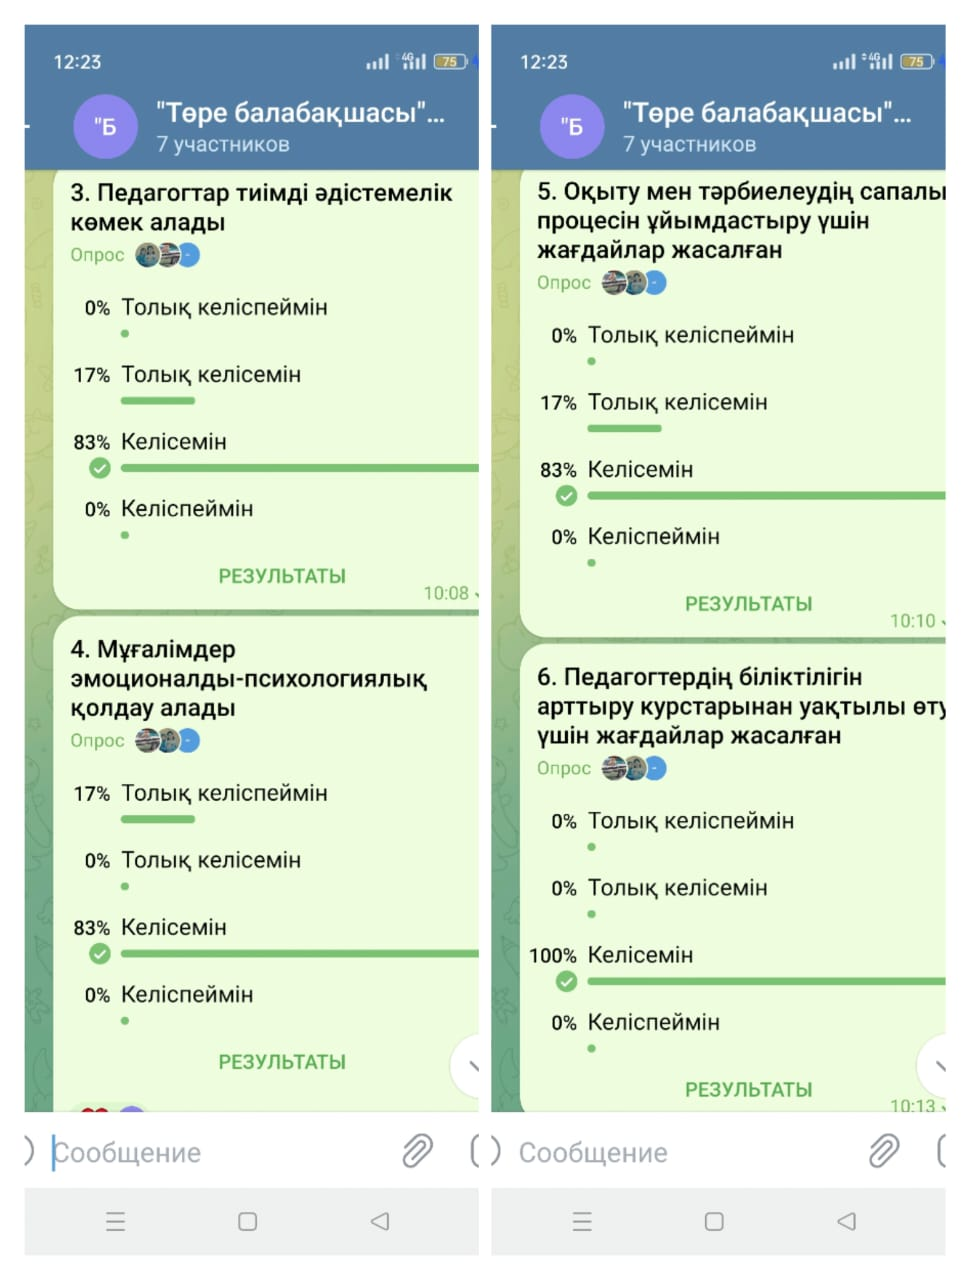 12:23
4G
75
"Б
"Төре балабақшасы"...
7 участников
3. Педагогтар тиімді әдістемелік
көмек алады
Опрос
0% Толық келіспеймін
17% Толық келісемін
83% Келісемін
0% Келіспеймін
РЕЗУЛЬТАТЫ
10:08
4. Мұғалімдер
эмоционалды-психологиялық
қолдау алады
Опрос
17% Толық келіспеймін
0% Толық келісемін
83% Келісемін
0% Келіспеймін
РЕЗУЛЬТАТЫ
Сообщение
12:23
4G
75
"Б
"Төре балабақшасы"...
7 участников
5. Оқыту мен тәрбиелеудің сапалы
процесін ұйымдастыру үшін
жағдайлар жасалған
Опрос
0% Толық келіспеймін
17% Толық келісемін
83% Келісемін
0% Келіспеймін
РЕЗУЛЬТАТЫ
10:10
6. Педагогтердің біліктілігін
арттыру курстарынан уақтылы өту
үшін жағдайлар жасалған
Опрос
0% Толық келіспеймін
0% Толық келісемін
100% Келісемін
0% Келіспеймін
РЕЗУЛЬТАТЫ
10:13
Сообщение